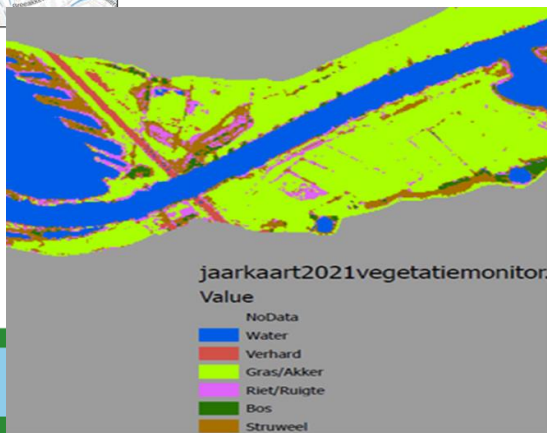 jaarkaart2021vegetatiemonitor.
Value
NoData
Water
Verhard
Gras/Akker
Riet/Ruigte
Bos
Struweel